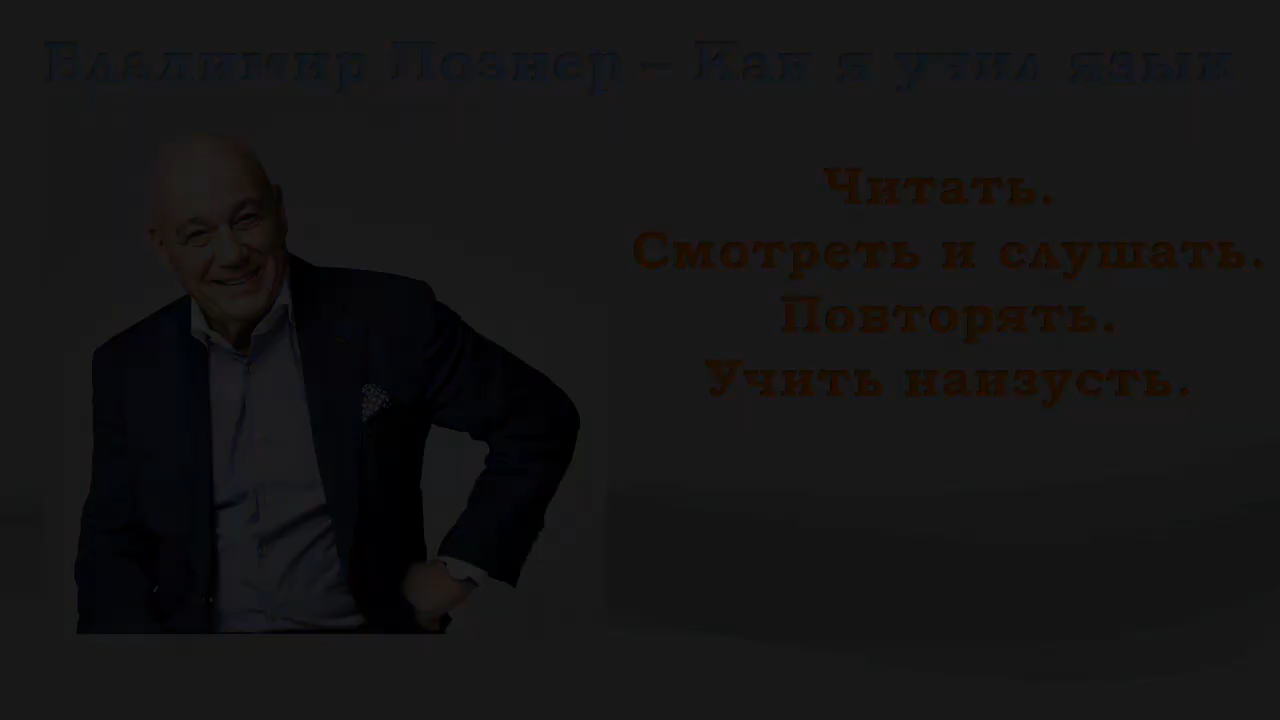 Владимир Познер – Как я учил язык
Читать.
Смотреть и слушать.
Повторять.
Учить наизусть.